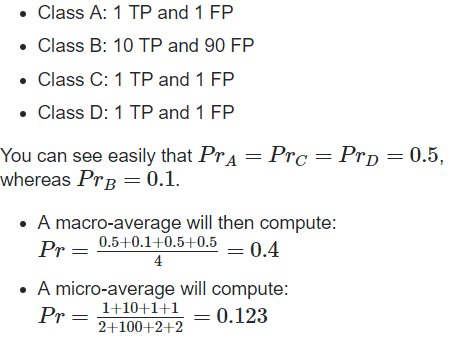 • Class A: 1 TP and 1 FP
• Class B: 10 TP and 90 FP
• Class C: 1 TP and 1 FP
• Class D: 1 TP and 1 FP
You can see easily that Pr_A = Pr_C = Pr_D = 0.5,
whereas Pr_B = 0.1.
• A macro-average will then compute:
Pr = \frac{0.5+0.1+0.5+0.5}{4} = 0.4
• A micro-average will compute:
Pr = \frac{1+10+1+1}{2+100+2+2} = 0.123